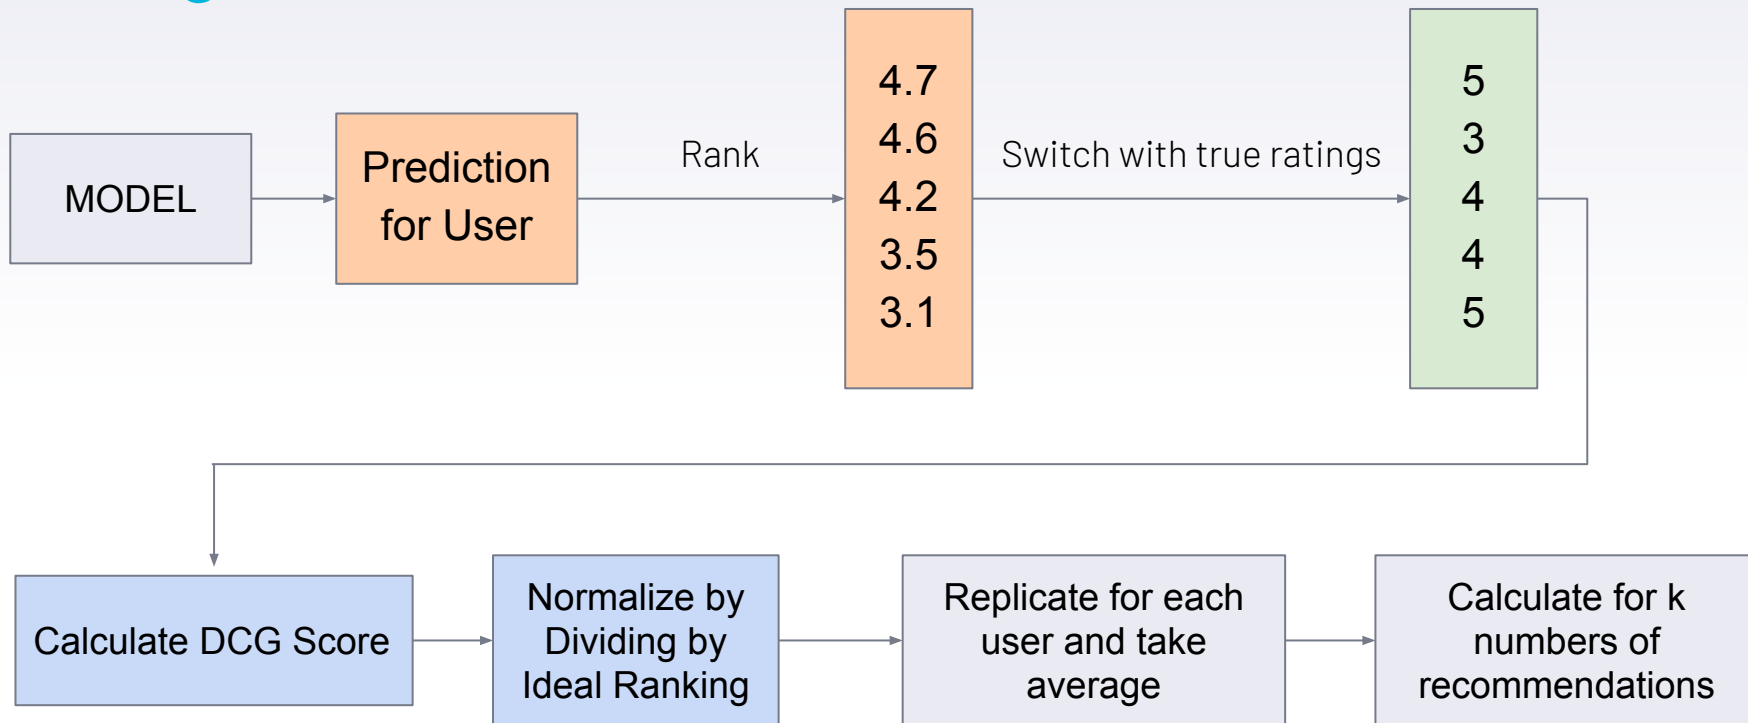 MODEL
Prediction
for User
Rank
4.7
4.6
4.2
3.5
3.1
Switch with true ratings
5
3
4
4
5
Calculate DCG Score
Normalize by
Dividing by
Ideal Ranking
Replicate for each
user and take
average
Calculate for k
numbers of
recommendations